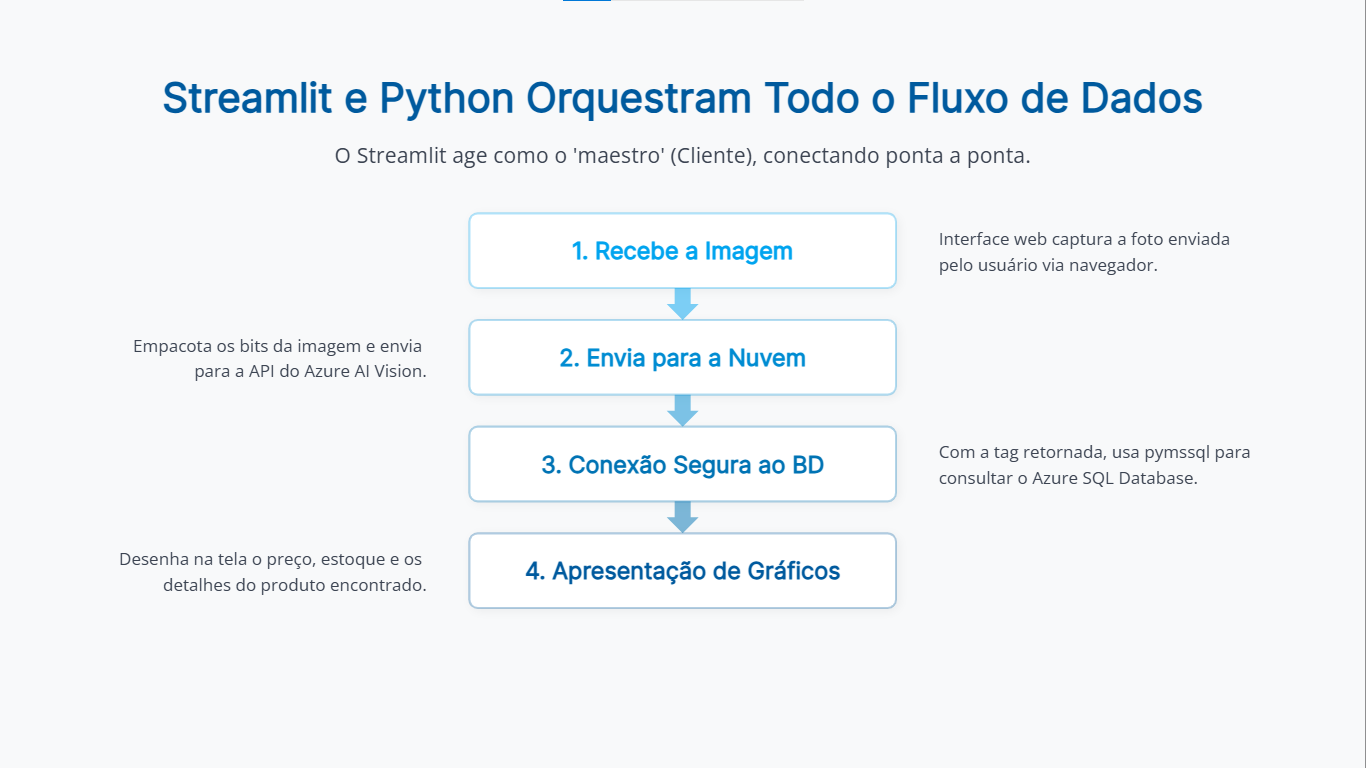 Streamlit e Python Orquestram Todo o Fluxo de Dados
O Streamlit age como o 'maestro' (Cliente), conectando ponta a ponta.
1. Recebe a Imagem
Interface web captura a foto enviada
pelo usuário via navegador.
2. Envia para a Nuvem
Empacota os bits da imagem e envia
para a API do Azure AI Vision.
3. Conexão Segura ao BD
Com a tag retornada, usa pymssql para
consultar o Azure SQL Database.
4. Apresentação de Gráficos
Desenha na tela o preço, estoque e os
detalhes do produto encontrado.